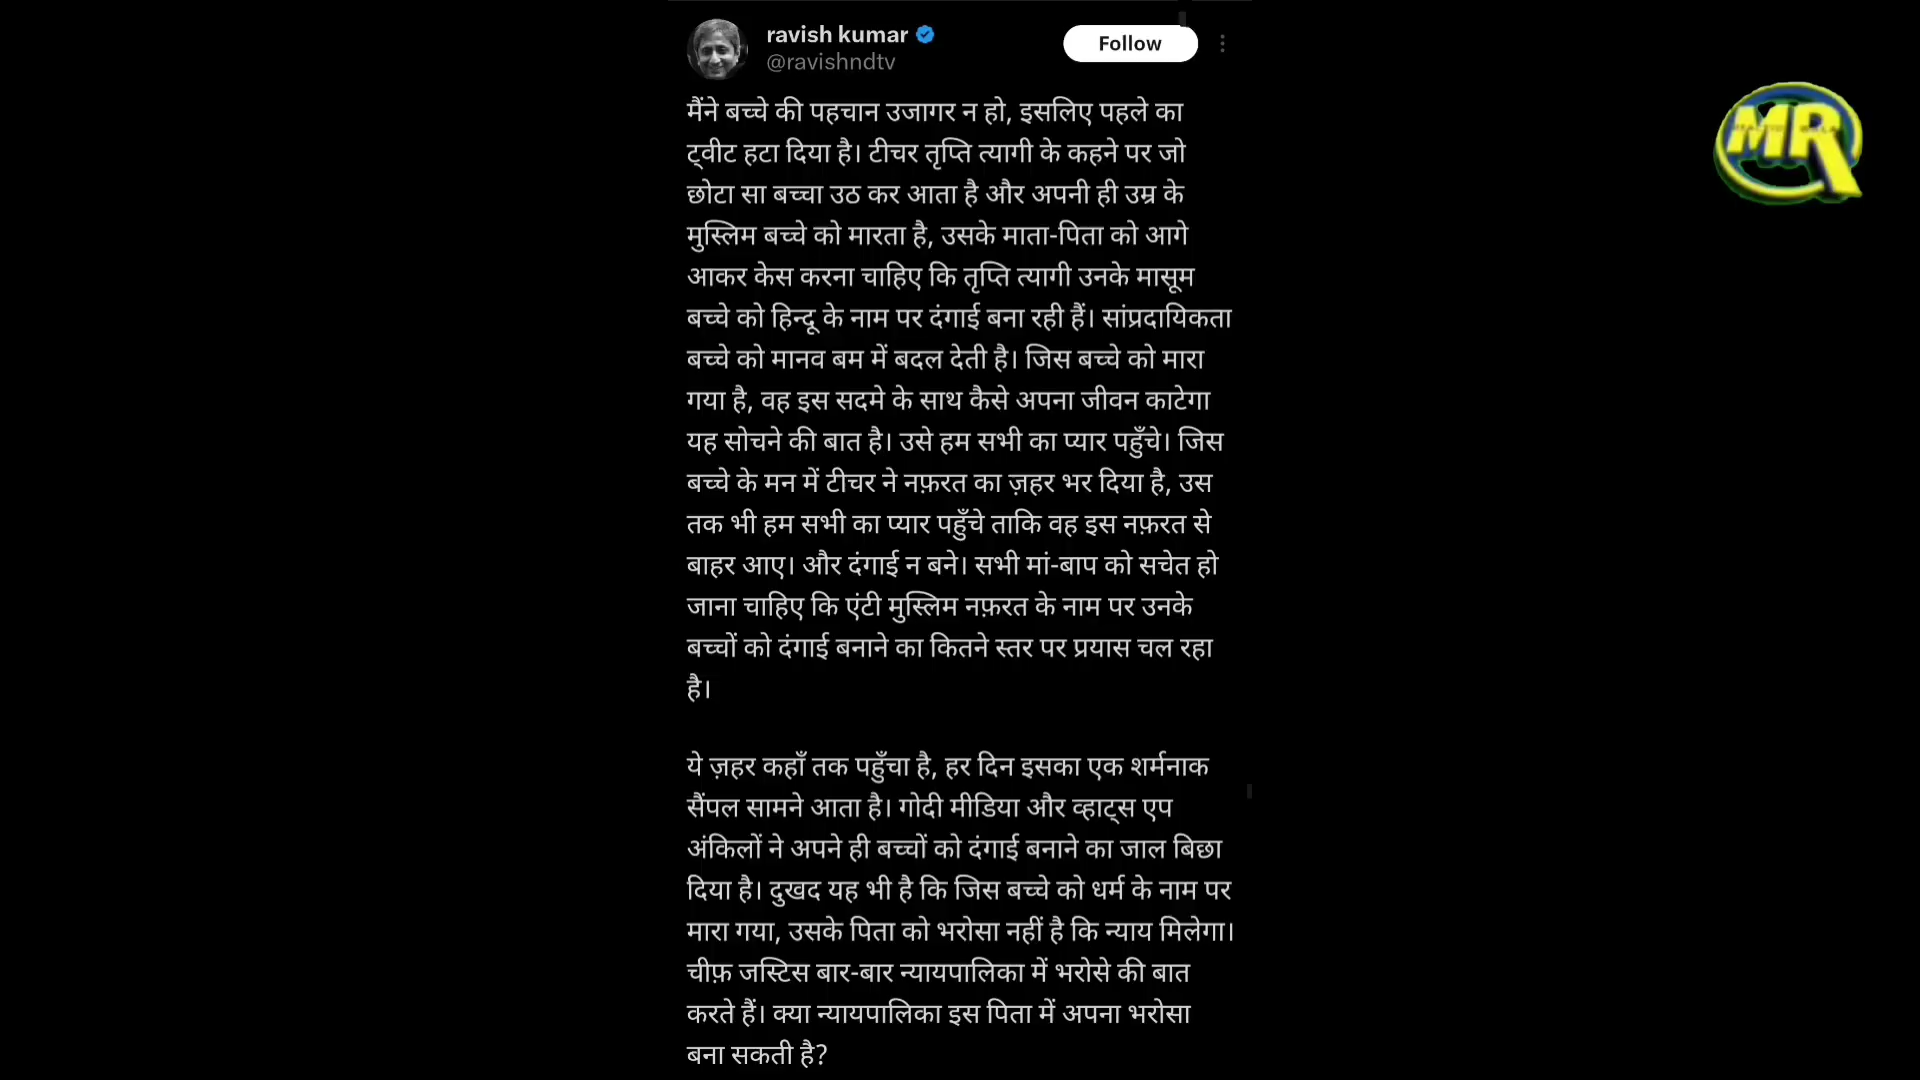 ravish kumar
@ravishndtv
Follow
मैंने बच्चे की पहचान उजागर न हो, इसलिए पहले का
ट्वीट हटा दिया है। टीचर तृप्ति त्यागी के कहने पर जो
छोटा सा बच्चा उठ कर आता है और अपनी ही उम्र के
मुस्लिम बच्चे को मारता है, उसके माता-पिता को आगे
आकर केस करना चाहिए कि तृप्ति त्यागी उनके मासूम
बच्चे को हिन्दू के नाम पर दंगाई बना रही हैं। सांप्रदायिकता
बच्चे को मानव बम में बदल देती है। जिस बच्चे को मारा
गया है, वह इस सदमे के साथ कैसे अपना जीवन काटेगा
यह सोचने की बात है। उसे हम सभी का प्यार पहुँचे। जिस
बच्चे के मन में टीचर ने नफ़रत का ज़हर भर दिया है, उस
तक भी हम सभी का प्यार पहुँचे ताकि वह इस नफ़रत से
बाहर आए। और दंगाई न बने। सभी मां-बाप को सचेत हो
जाना चाहिए कि एंटी मुस्लिम नफ़रत के नाम पर उनके
बच्चों को दंगाई बनाने का कितने स्तर पर प्रयास चल रहा
है।
ये ज़हर कहाँ तक पहुँचा है, हर दिन इसका एक शर्मनाक
सैंपल सामने आता है। गोदी मीडिया और व्हाट्स एप
अंकिलों ने अपने ही बच्चों को दंगाई बनाने का जाल बिछा
दिया है। दुखद यह भी है कि जिस बच्चे को धर्म के नाम पर
मारा गया, उसके पिता को भरोसा नहीं है कि न्याय मिलेगा।
चीफ़ जस्टिस बार-बार न्यायपालिका में भरोसे की बात
करते हैं। क्या न्यायपालिका इस पिता में अपना भरोसा
बना सकती है?
MR